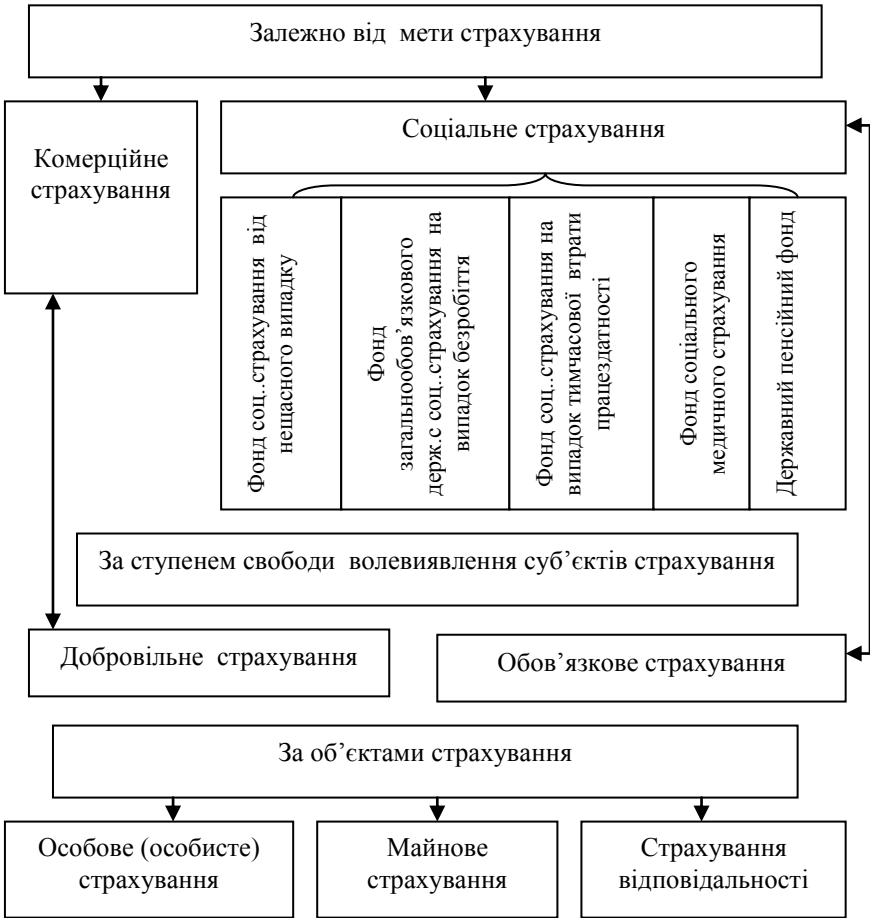 Залежно від мети страхування
Комерційне
страхування
Соціальне страхування
Фонд соц..страхування від
нещасного випадку
Фонд
загальнообов’язкового
держ.с соц..страхування на
випадок безробіття
Фонд соц..страхування на
випадок тимчасової втрати
працездатності
Фонд соціального
медичного страхування
Державний пенсійний фонд
За ступенем свободи волевиявлення суб’єктів страхування
Добровільне страхування
Обов’язкове страхування
За об’єктами страхування
Особове (особисте)
страхування
Майнове
страхування
Страхування
відповідальності